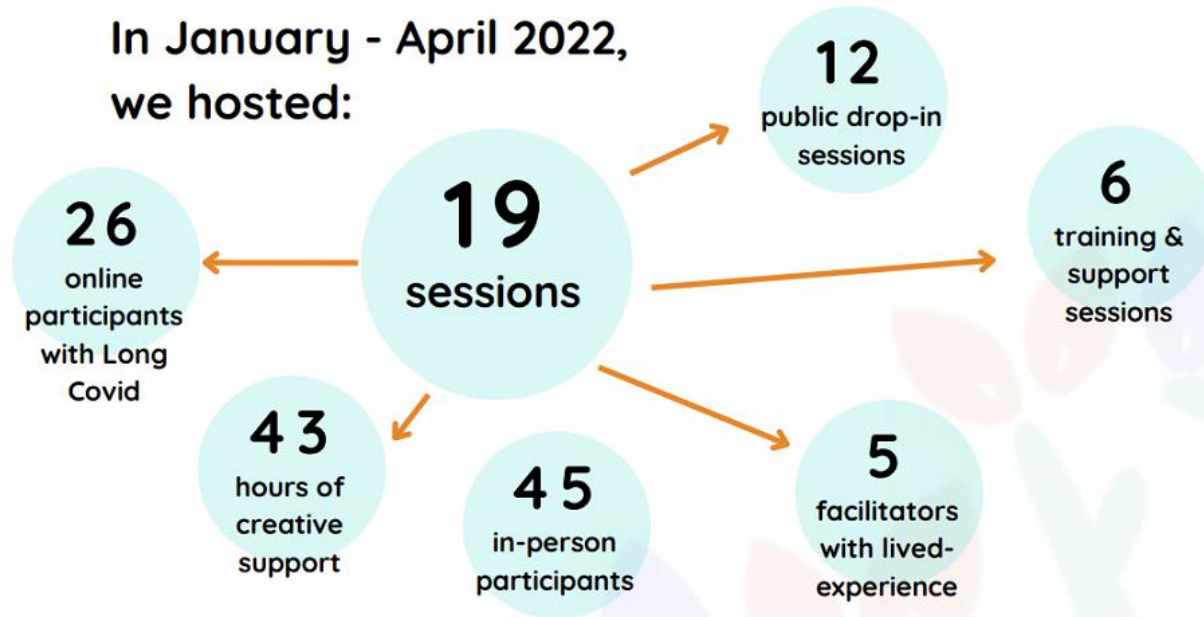 In January - April 2022,
we hosted:
12
public drop-in
sessions
19
sessions
6
training &
support
sessions
26
online
participants
with Long
Covid
43
hours of
creative
support
45
in-person
participants
5
facilitators
with lived-
experience